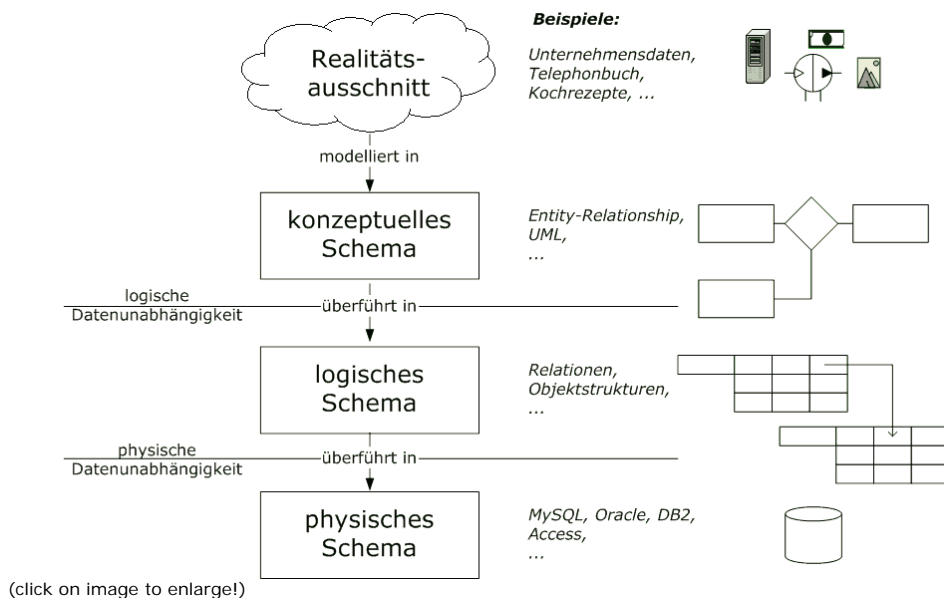 Beispiele:
Realitäts-
ausschnitt
Unternehmensdaten,
Telephonbuch,
Kochrezepte, ...
modelliert in
konzeptuelles
Schema
Entity-Relationship,
UML,
...
logische
Datenunabhängigkeit
überführt in
logisches
Schema
Relationen,
Objektstrukturen,
...
physische
Datenunabhängigkeit
überführt in
physisches
Schema
MySQL, Oracle, DB2,
Access,
...
(click on image to enlarge!)